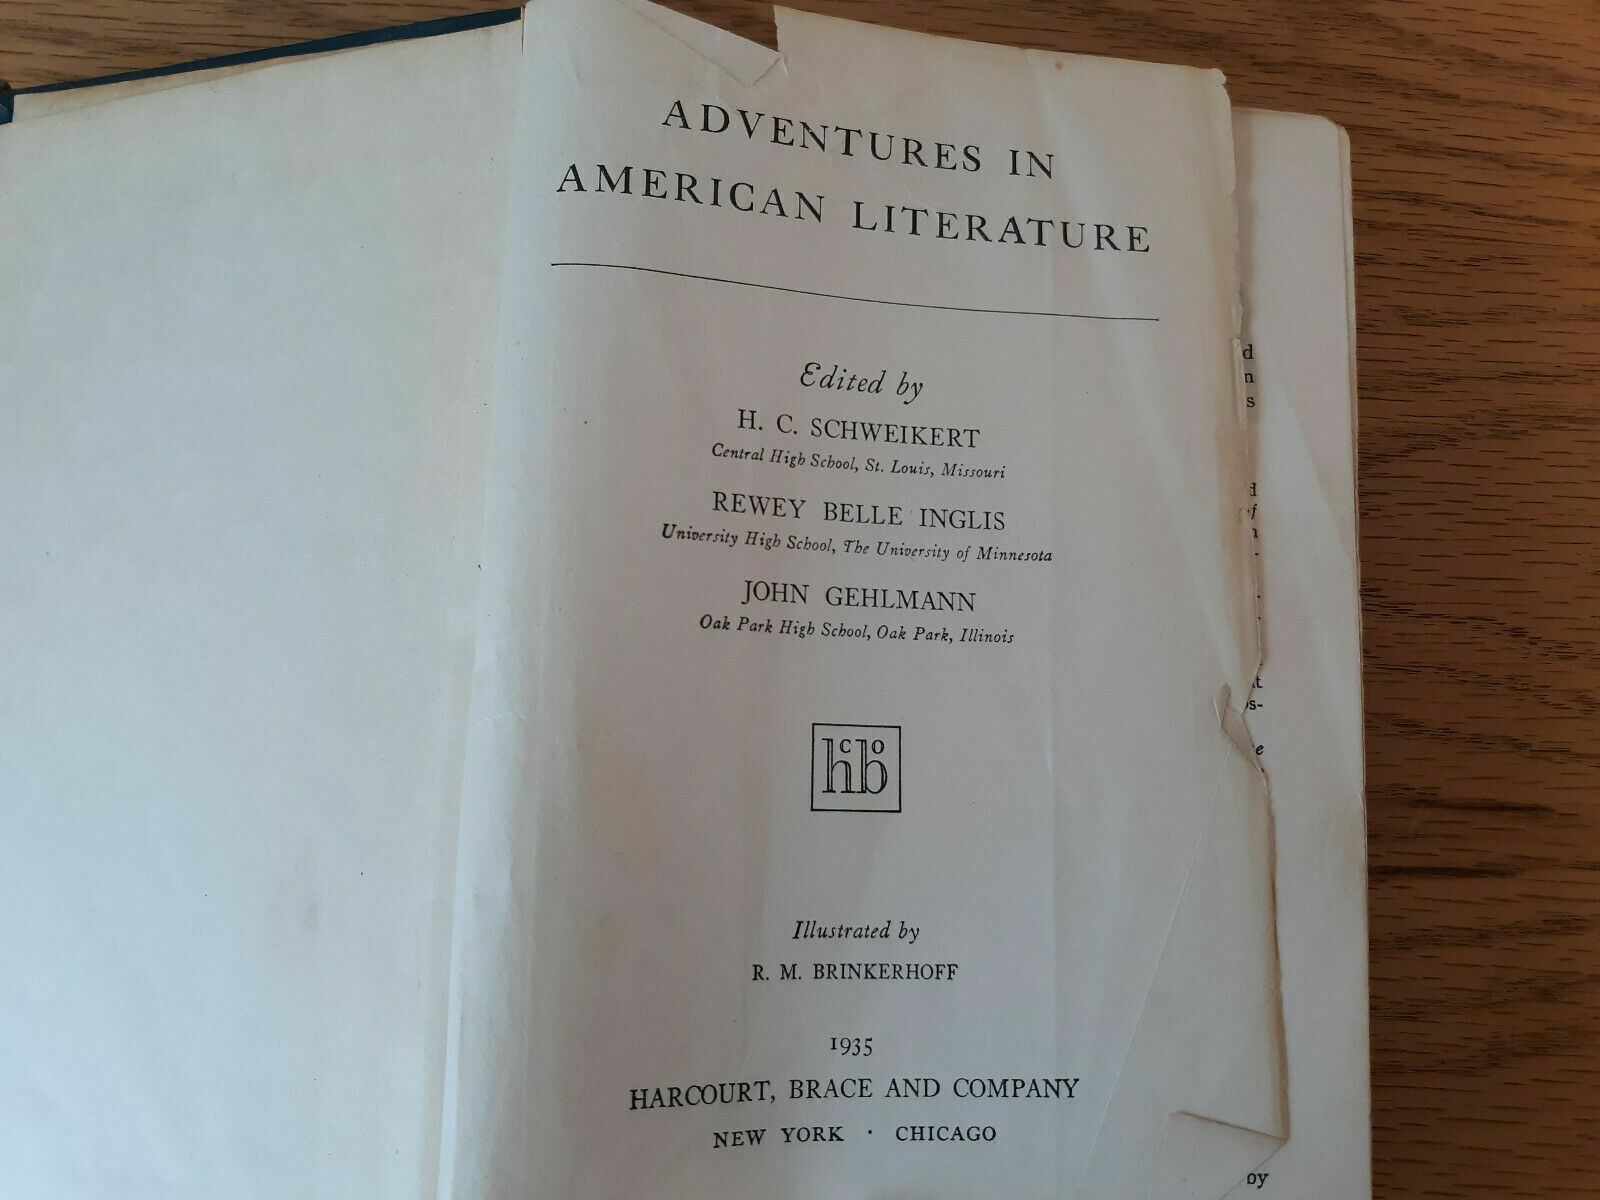 ADVENTURES IN
AMERICAN LITERATURE
Edited by
H. C. SCHWEIKERT
Central High School, St. Louis, Missouri
REWEY BELLE INGLIS
University High School, The University of Minnesota
JOHN GEHLMANN
Oak Park High School, Oak Park, Illinois
hcbo
Illustrated by
R. M. BRINKERHOFF
1935
HARCOURT, BRACE AND COMPANY
NEW YORK · CHICAGO